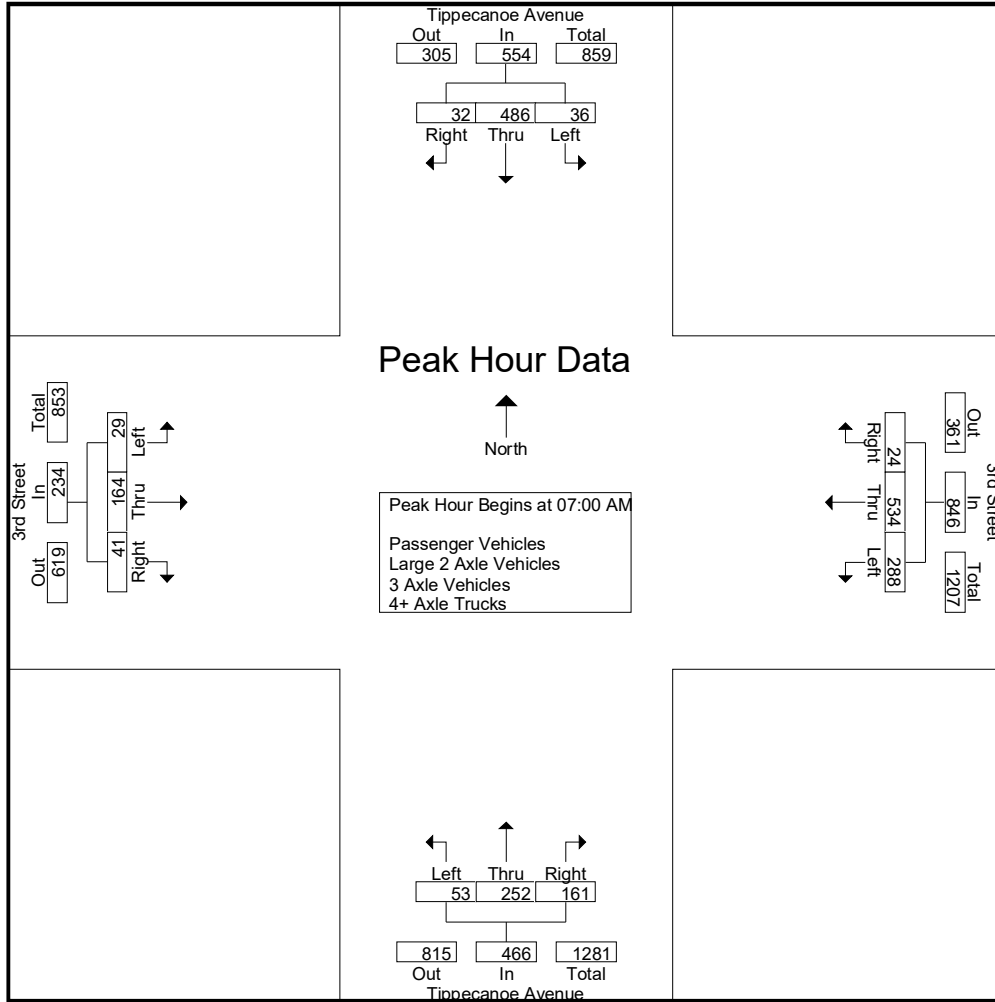 Tippecanoe Avenue
Out In Total
305 554 859
32 486 36
Right Thru Left
Peak Hour Data
North
Peak Hour Begins at 07:00 AM
Passenger Vehicles
Large 2 Axle Vehicles
3 Axle Vehicles
4+ Axle Trucks
3rd Street
Out In Total
619 234 853
41 164 29
Right Thru Left
3rd Street
Out In Total
361 846 1207
24 534 288
Right Thru Left
Left Thru Right
53 252 161
815 466 1281
Out In Total
Tippecanoe Avenue